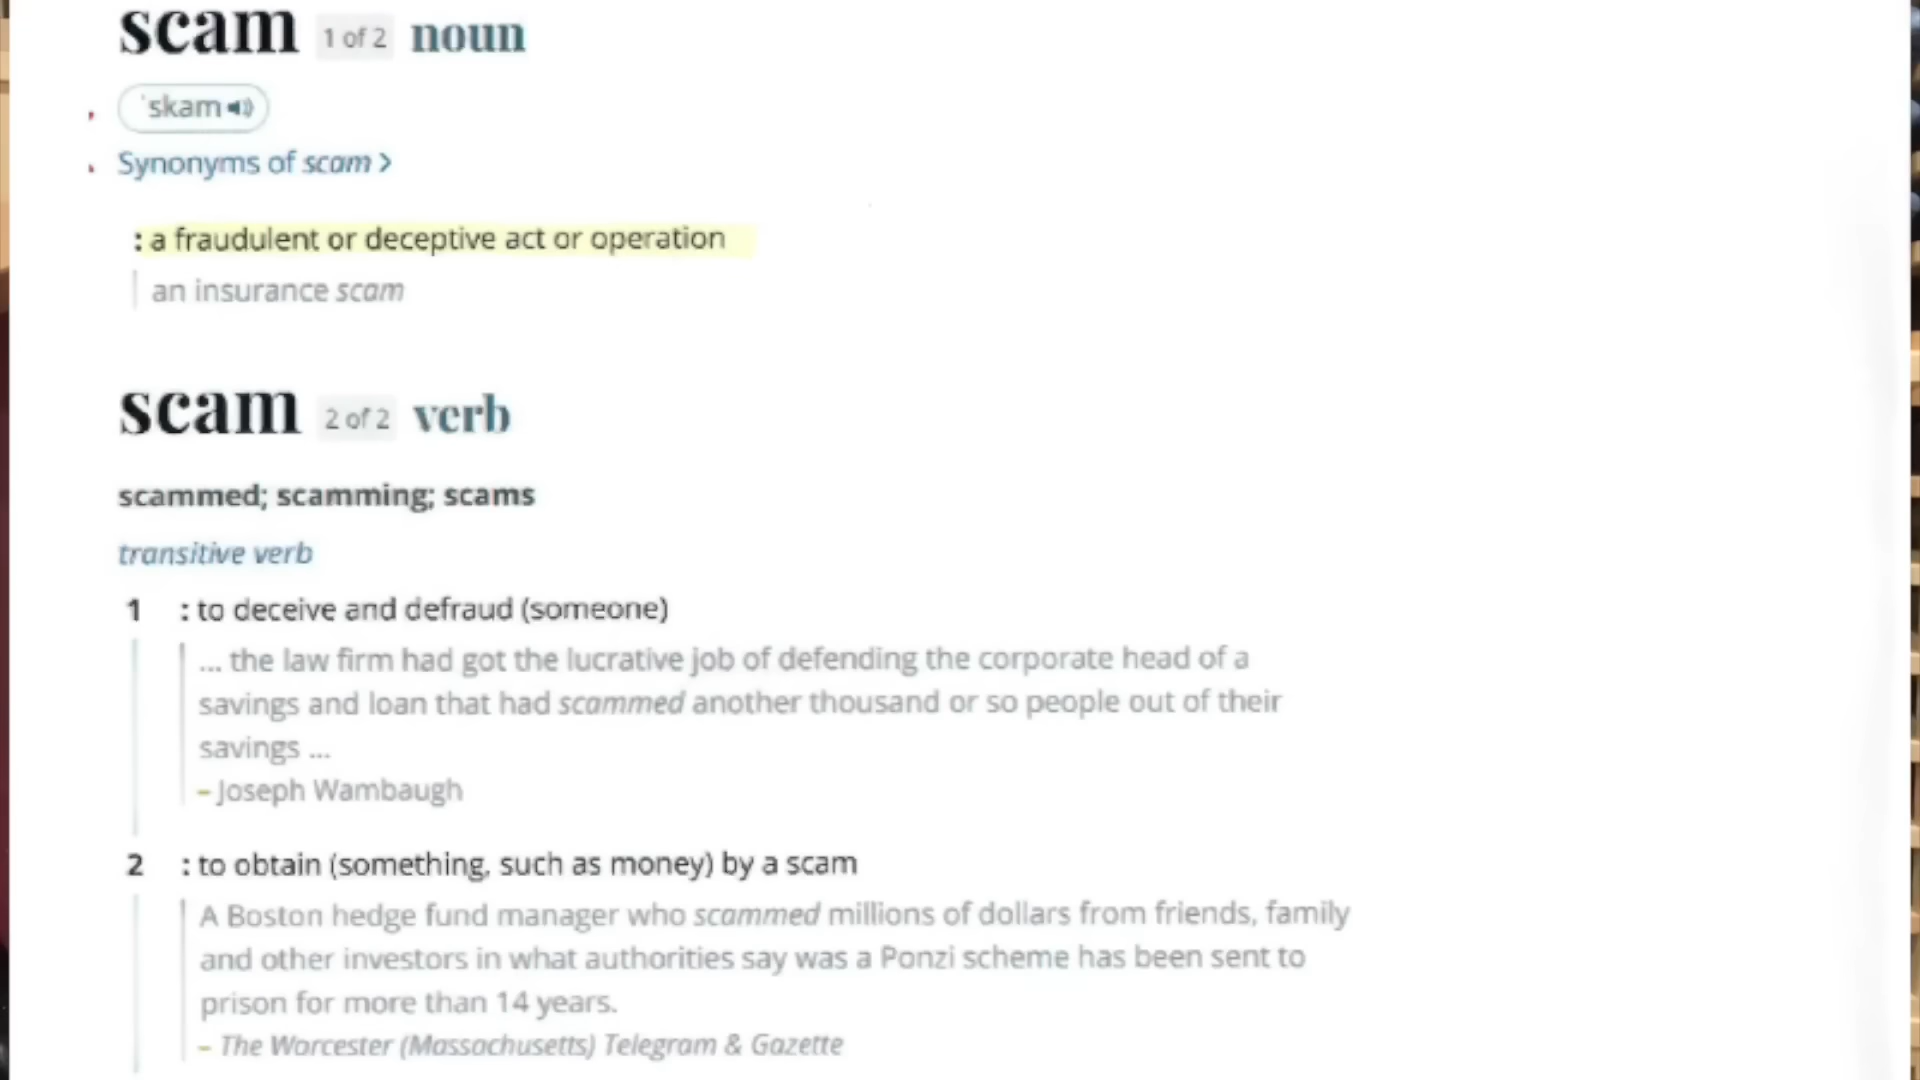 scam 1 of 2 noun
ˈskam
Synonyms of scam >
: a fraudulent or deceptive act or operation
an insurance scam
scam 2 of 2 verb
scammed; scamming; scams
transitive verb
1 : to deceive and defraud (someone)
... the law firm had got the lucrative job of defending the corporate head of a
savings and loan that had scammed another thousand or so people out of their
savings ...
– Joseph Wambaugh
2 : to obtain (something, such as money) by a scam
A Boston hedge fund manager who scammed millions of dollars from friends, family
and other investors in what authorities say was a Ponzi scheme has been sent to
prison for more than 14 years.
– The Worcester (Massachusetts) Telegram & Gazette